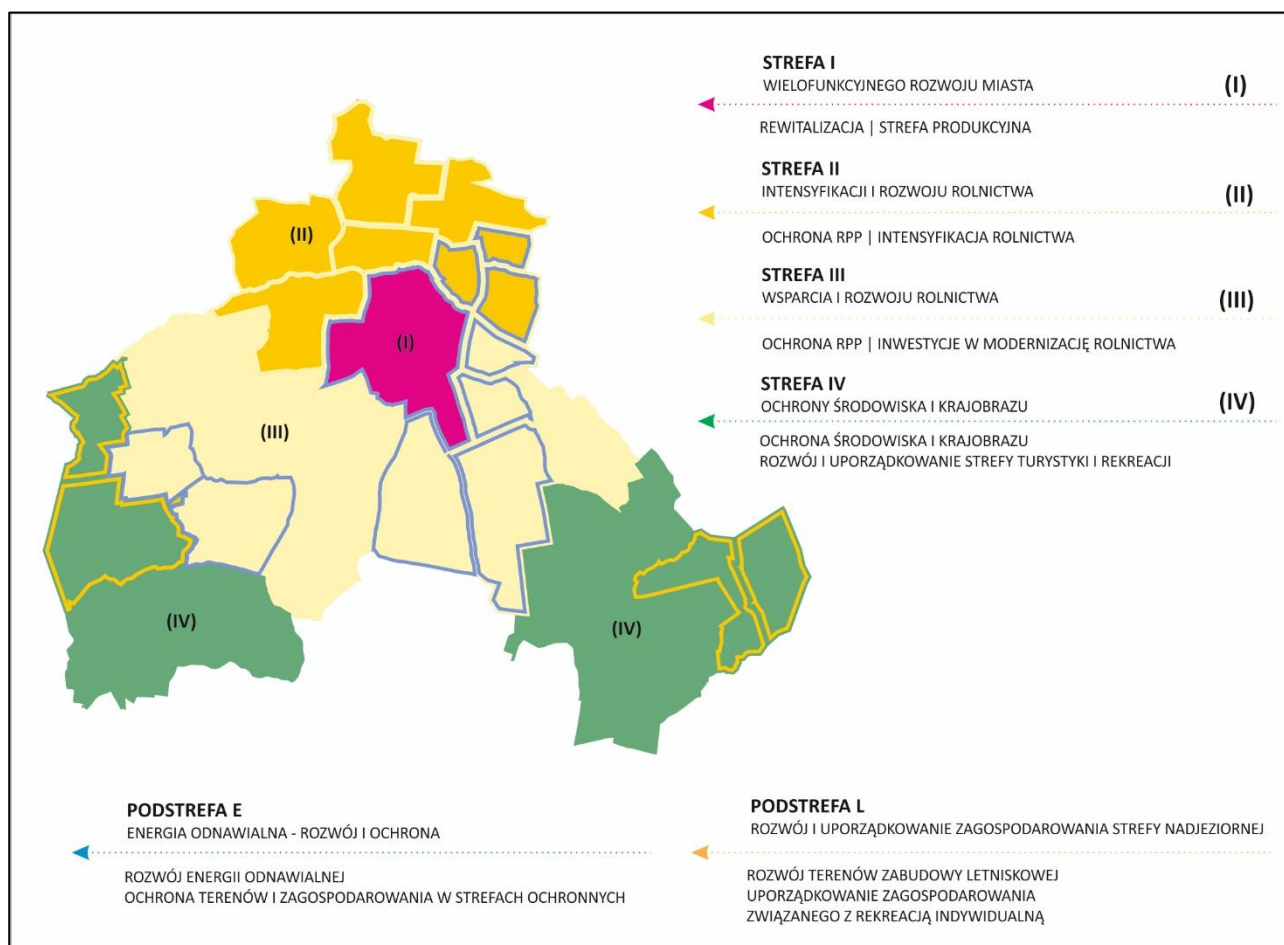 STREFA I
WIELOFUNKCYJNEGO ROZWOJU MIASTA
(I)
REWITALIZACJA | STREFA PRODUKCYJNA
STREFA II
INTENSYFIKACJI I ROZWOJU ROLNICTWA
(II)
OCHRONA RPP | INTENSYFIKACJA ROLNICTWA
STREFA III
WSPARCIA I ROZWOJU ROLNICTWA
(III)
OCHRONA RPP | INWESTYCJE W MODERNIZACJĘ ROLNICTWA
STREFA IV
OCHRONY ŚRODOWISKA I KRAJOBRAZU
(IV)
OCHRONA ŚRODOWISKA I KRAJOBRAZU
ROZWÓJ I UPORZĄDKOWANIE STREFY TURYSTYKI I REKREACJI
(II)
(I)
(III)
(IV)
(IV)
PODSTREFA E
ENERGIA ODNAWIALNA - ROZWÓJ I OCHRONA
ROZWÓJ ENERGII ODNAWIALNEJ
OCHRONA TERENÓW I ZAGOSPODAROWANIA W STREFACH OCHRONNYCH
PODSTREFA L
ROZWÓJ I UPORZĄDKOWANIE ZAGOSPODAROWANIA STREFY NADJEZIORNEJ
ROZWÓJ TERENÓW ZABUDOWY LETNISKOWEJ
UPORZĄDKOWANIE ZAGOSPODAROWANIA
ZWIĄZANEGO Z REKREACJĄ INDYWIDUALNĄ